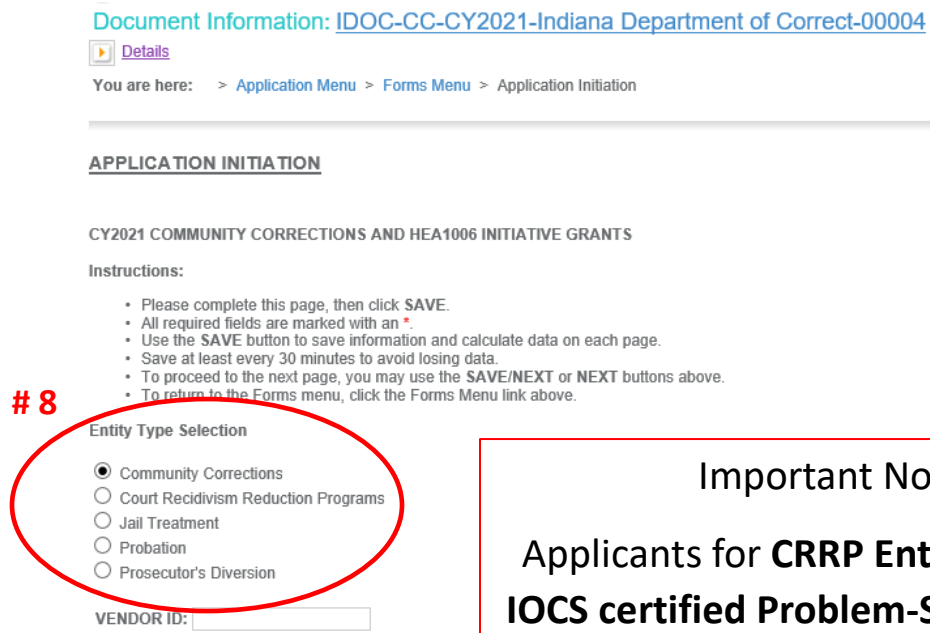 Document Information: IDOC-CC-CY2021-Indiana Department of Correct-00004
Details
You are here: > Application Menu > Forms Menu > Application Initiation
APPLICATION INITIATION
CY2021 COMMUNITY CORRECTIONS AND HEA1006 INITIATIVE GRANTS
Instructions:
• Please complete this page, then click SAVE.
• All required fields are marked with an *.
• Use the SAVE button to save information and calculate data on each page.
• Save at least every 30 minutes to avoid losing data.
• To proceed to the next page, you may use the SAVE/NEXT or NEXT buttons above.
• To return to the Forms menu, click the Forms Menu link above.
# 8
Entity Type Selection
Community Corrections
Court Recidivism Reduction Programs
Jail Treatment
Probation
Prosecutor's Diversion
VENDOR ID:
Important No
Applicants for CRRP Ent
IOCS certified Problem-S